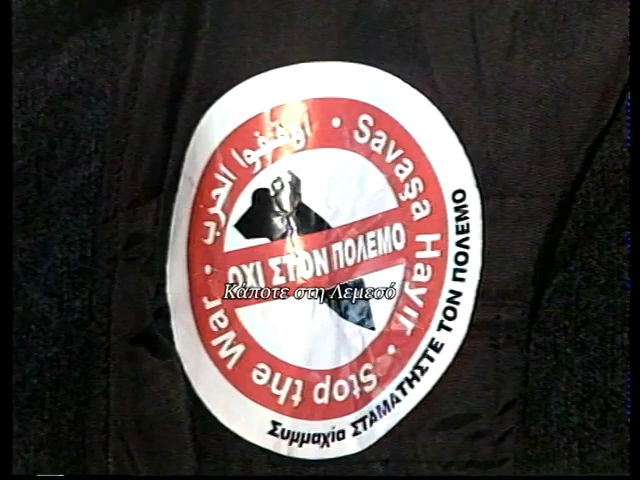 أوقفوا الحرب
Savaşa Hayır
Stop the War
ΟΧΙ ΣΤΟΝ ΠΟΛΕΜΟ
Κάποτε στη Λεμεσό
Συμμαχία ΣΤΑΜΑΤΗΣΤΕ ΤΟΝ ΠΟΛΕΜΟ